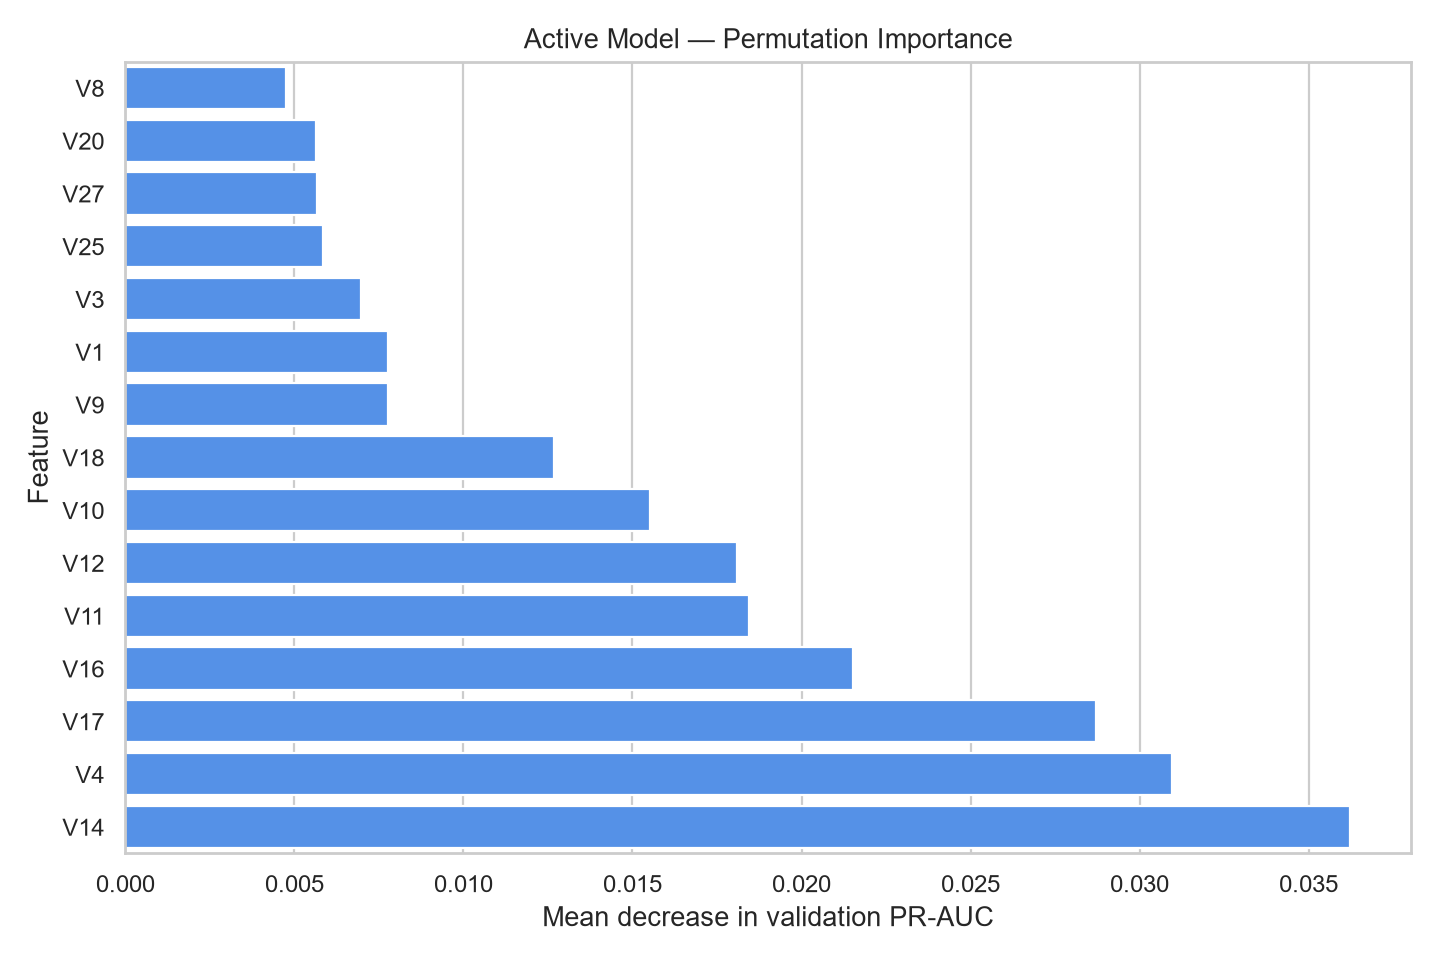 Active Model — Permutation Importance
V8
V20
V27
V25
V3
V1
V9
V18
V10
V12
V11
V16
V17
V4
V14
Feature
0.000 0.005 0.010 0.015 0.020 0.025 0.030 0.035
Mean decrease in validation PR-AUC